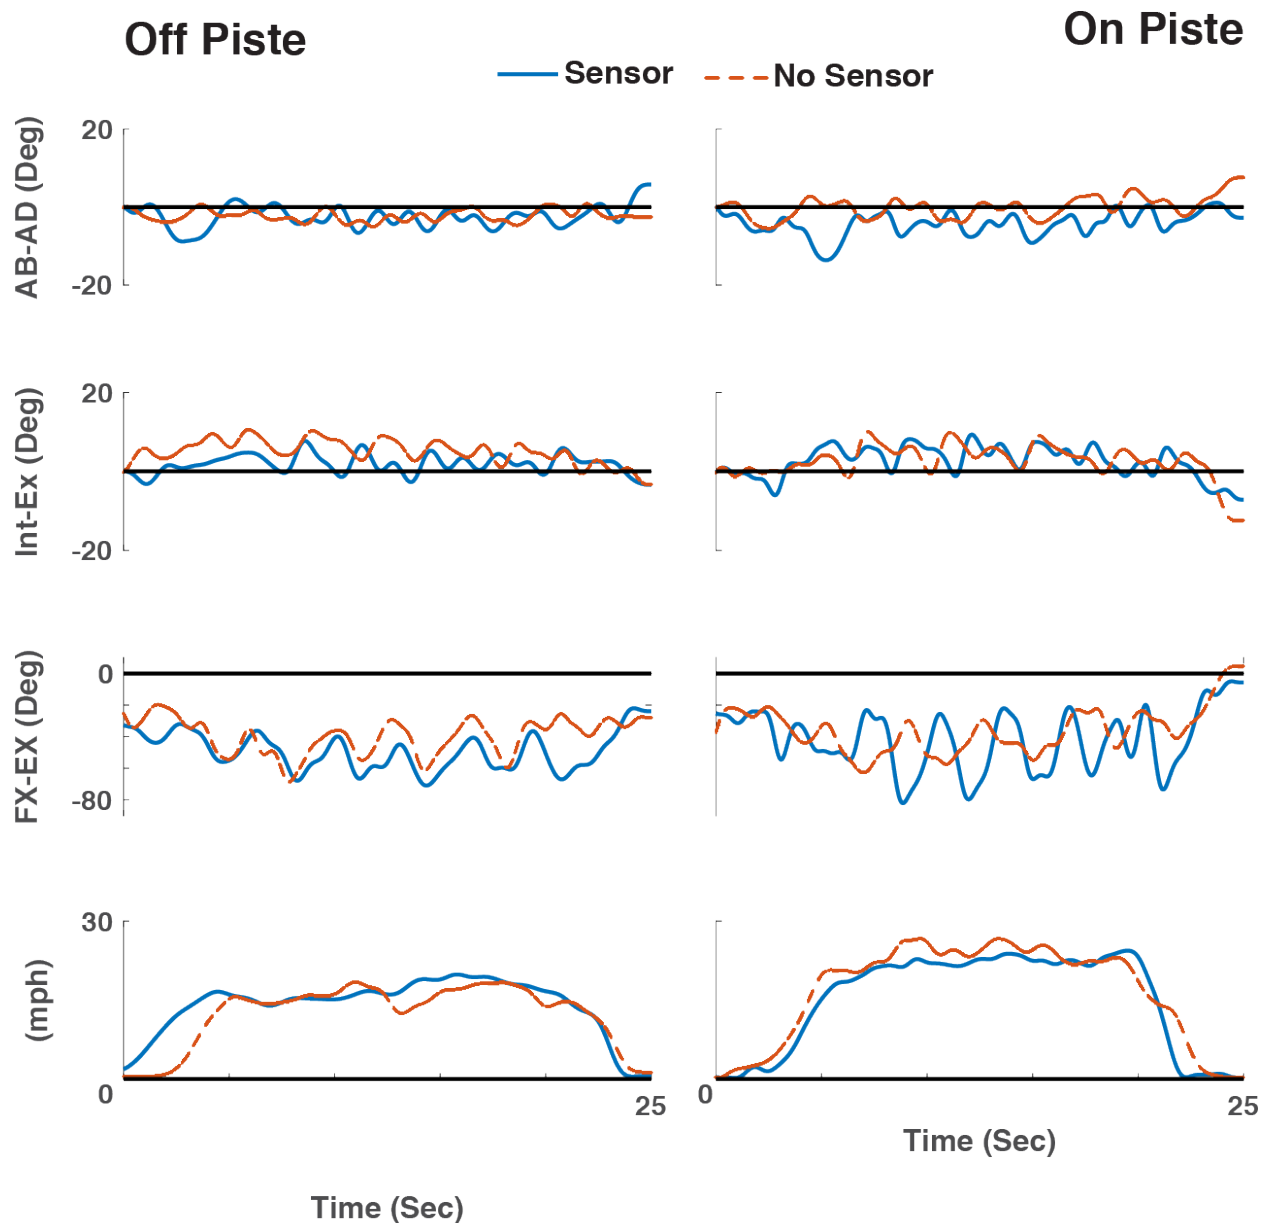 Off Piste
On Piste
Sensor
No Sensor
AB-AD (Deg)
20
-20
Int-Ex (Deg)
20
-20
FX-EX (Deg)
0
-80
(mph)
30
0
25
0
25
Time (Sec)
Time (Sec)